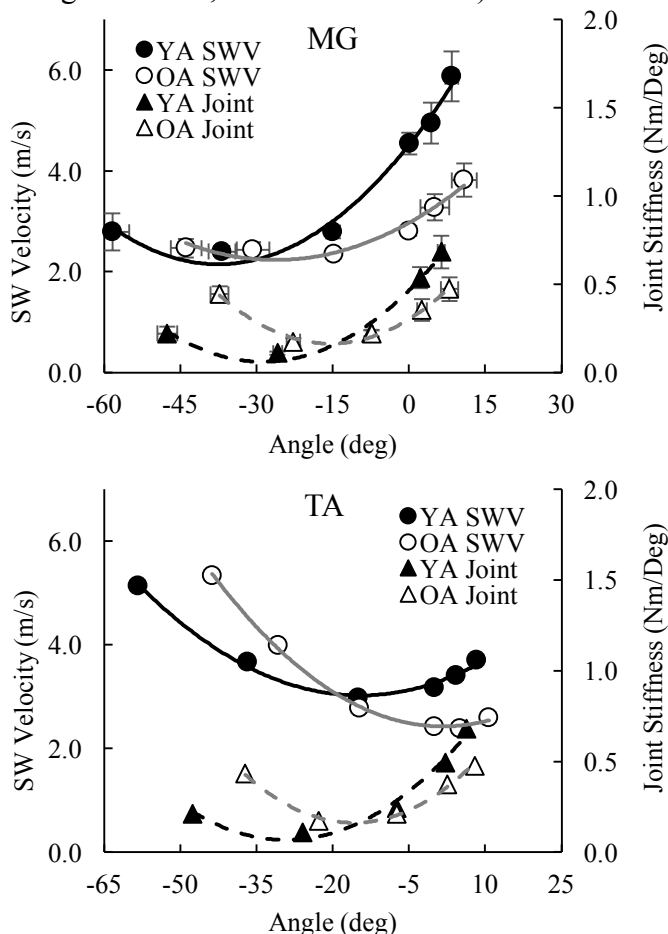 MG
YA SWV
OA SWV
YA Joint
OA Joint
6.0
4.0
2.0
0.0
2.0
1.5
1.0
0.5
0.0
SW Velocity (m/s)
Joint Stiffness (Nm/Deg)
-60 -45 -30 -15 0 15 30
Angle (deg)
TA
YA SWV
OA SWV
YA Joint
OA Joint
6.0
4.0
2.0
0.0
2.0
1.5
1.0
0.5
0.0
SW Velocity (m/s)
Joint Stiffness (Nm/Deg)
-65 -50 -35 -20 -5 10 25
Angle (deg)